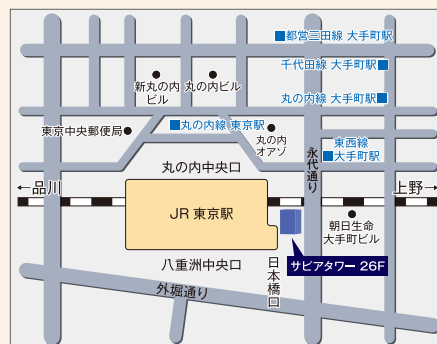 都営三田線 大手町駅
千代田線 大手町駅
新丸の内
ビル
丸の内ビル
丸の内線 大手町駅
東京中央郵便局
丸の内線 東京駅
丸の内
オアゾ
東西線
大手町駅
丸の内中央口
永代通り
←品川
上野→
JR 東京駅
朝日生命
大手町ビル
八重洲中央口
日本橋口
サピアタワー 26F
外堀通り